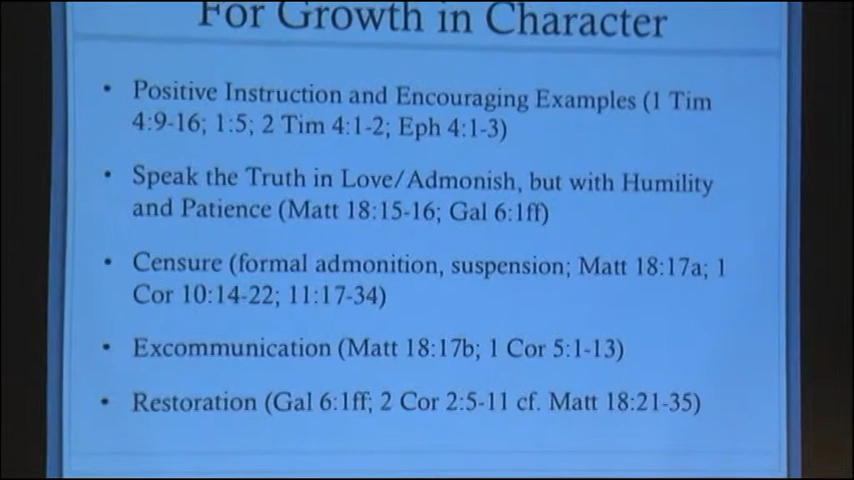 For Growth in Character
• Positive Instruction and Encouraging Examples (1 Tim
4:9-16; 1:5; 2 Tim 4:1-2; Eph 4:1-3)
• Speak the Truth in Love/Admonish, but with Humility
and Patience (Matt 18:15-16; Gal 6:1ff)
• Censure (formal admonition, suspension; Matt 18:17a; 1
Cor 10:14-22; 11:17-34)
• Excommunication (Matt 18:17b; 1 Cor 5:1-13)
• Restoration (Gal 6:1ff; 2 Cor 2:5-11 cf. Matt 18:21-35)